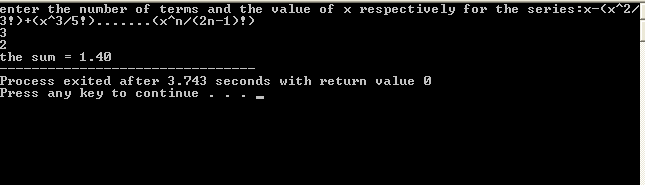 enter the number of terms and the value of x respectively for the series:x-(x^2/
3!)+(x^3/5!).......(x^n/(2n-1)!)
3
2
the sum = 1.40
--------------------------------
Process exited after 3.743 seconds with return value 0
Press any key to continue . . . _